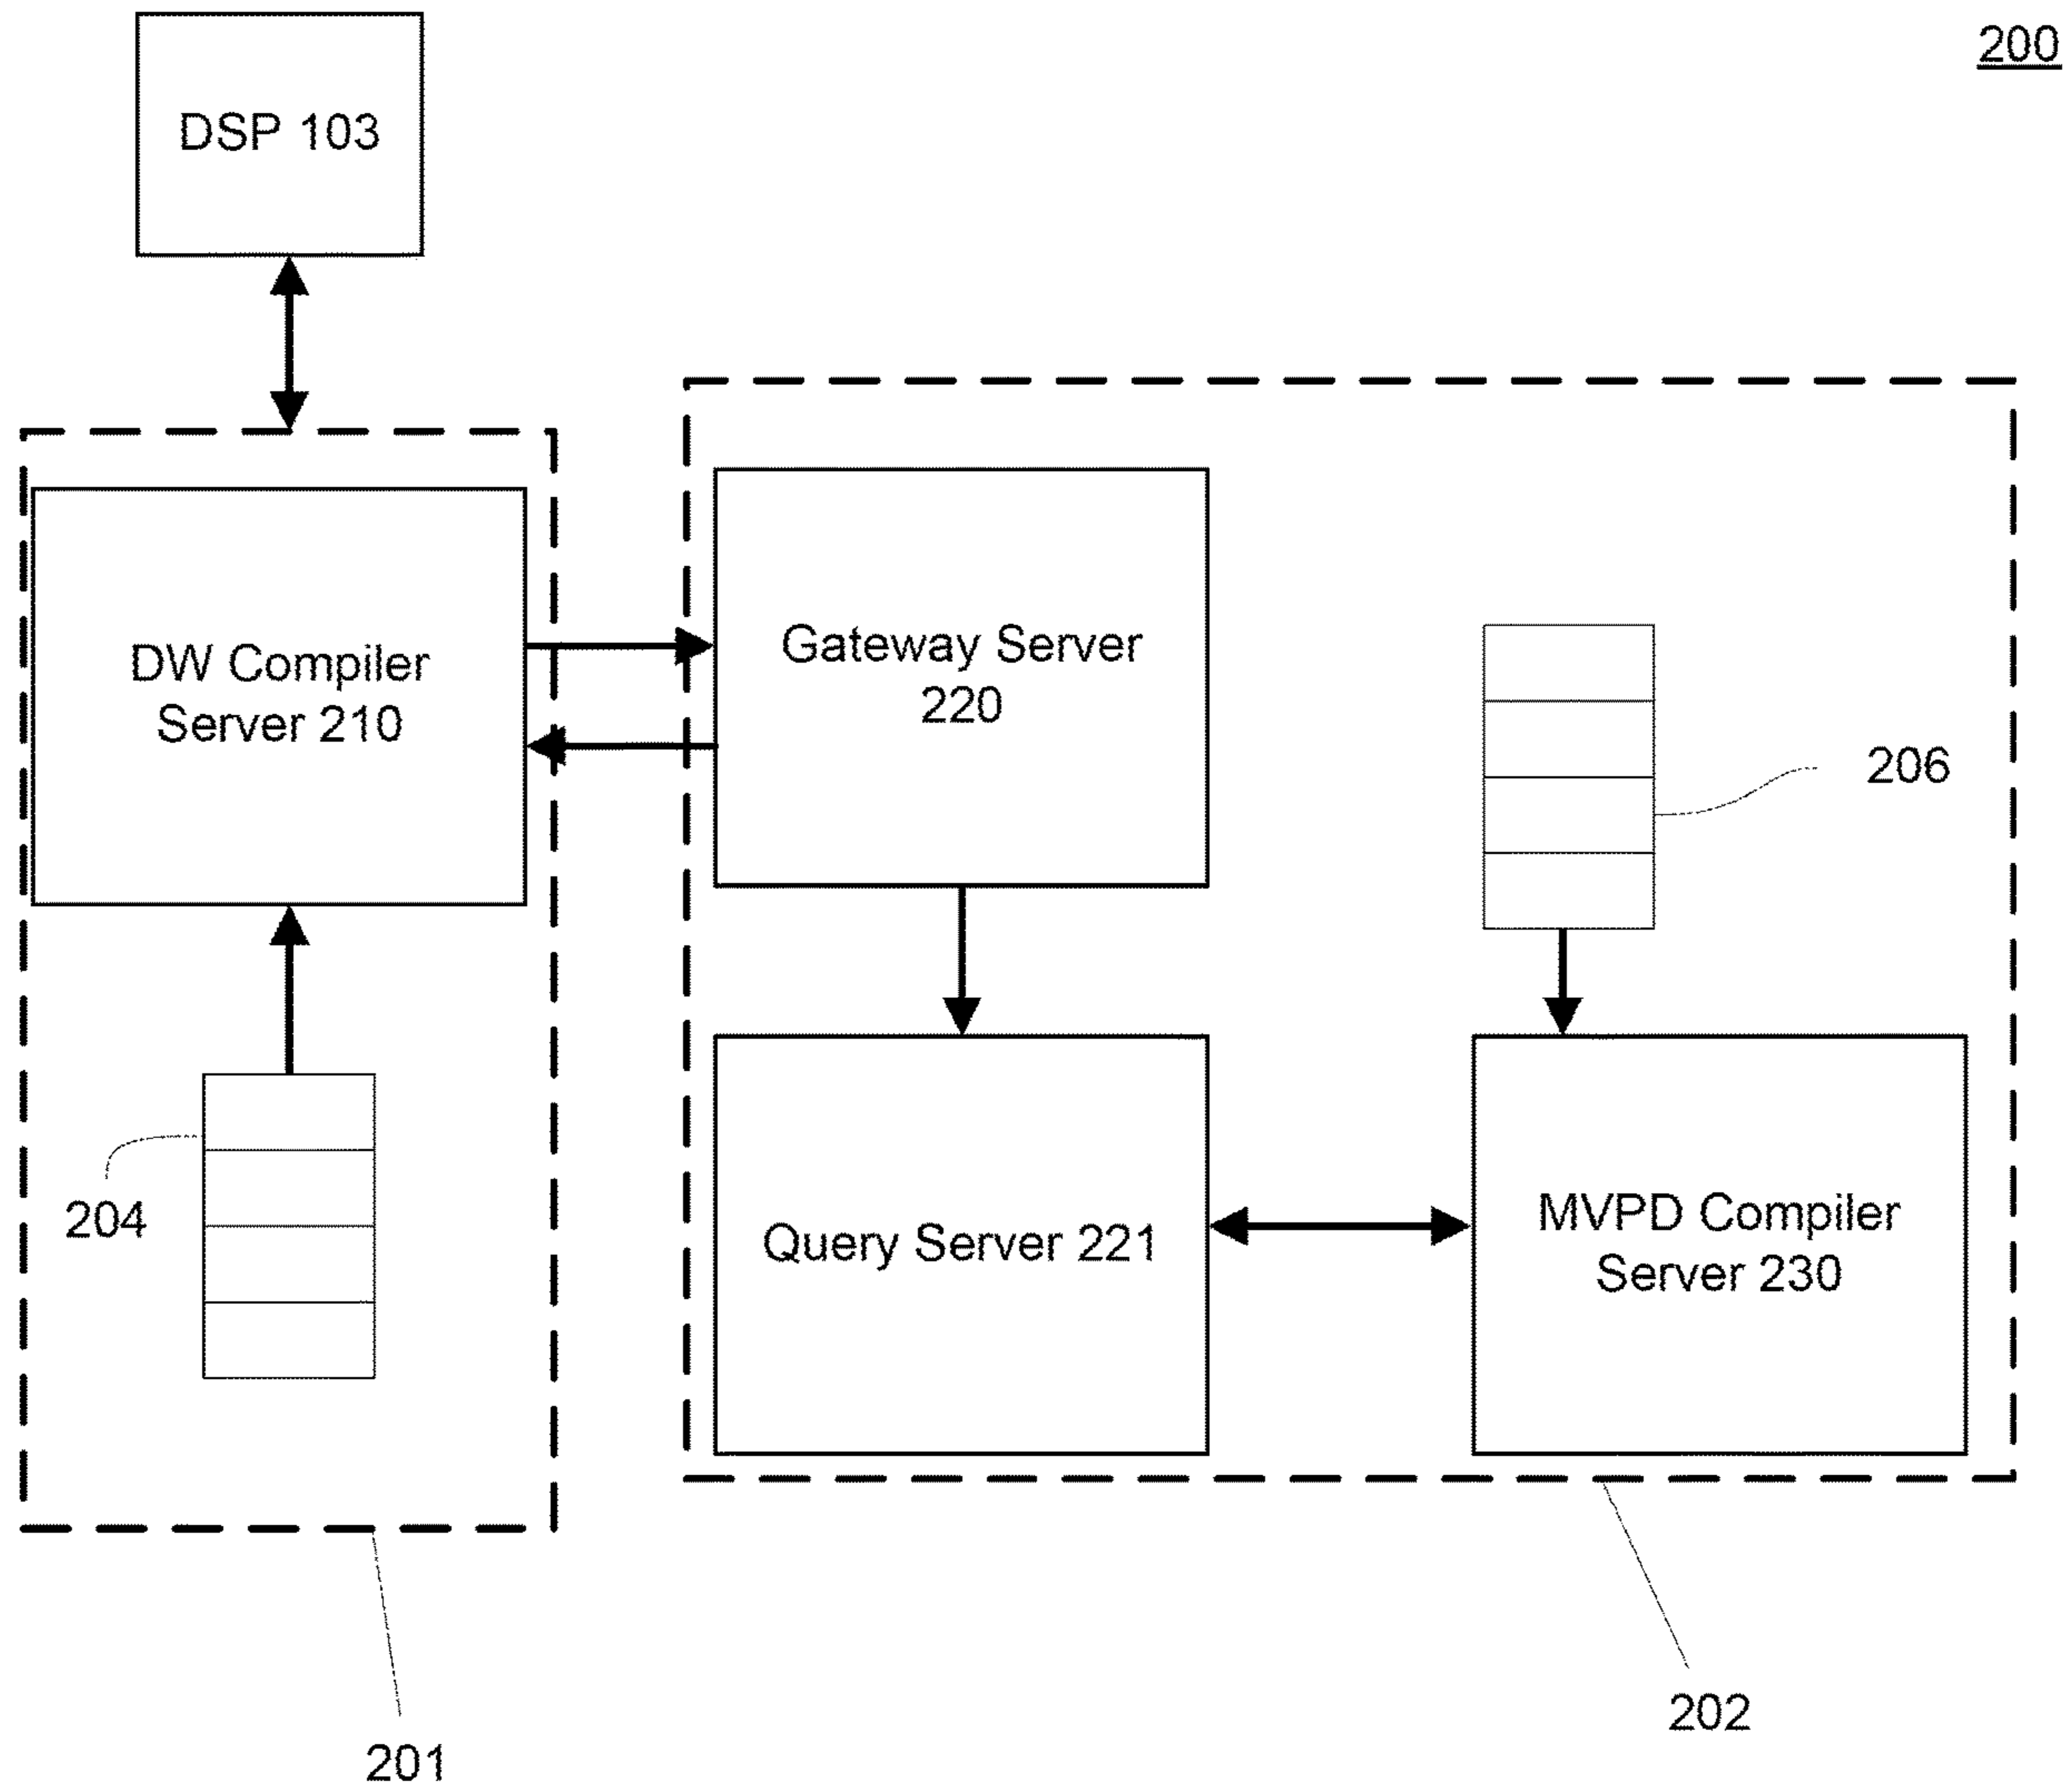 200
DSP 103
DW Compiler
Server 210
Gateway Server
220
206
204
Query Server 221
MVPD Compiler
Server 230
202
201